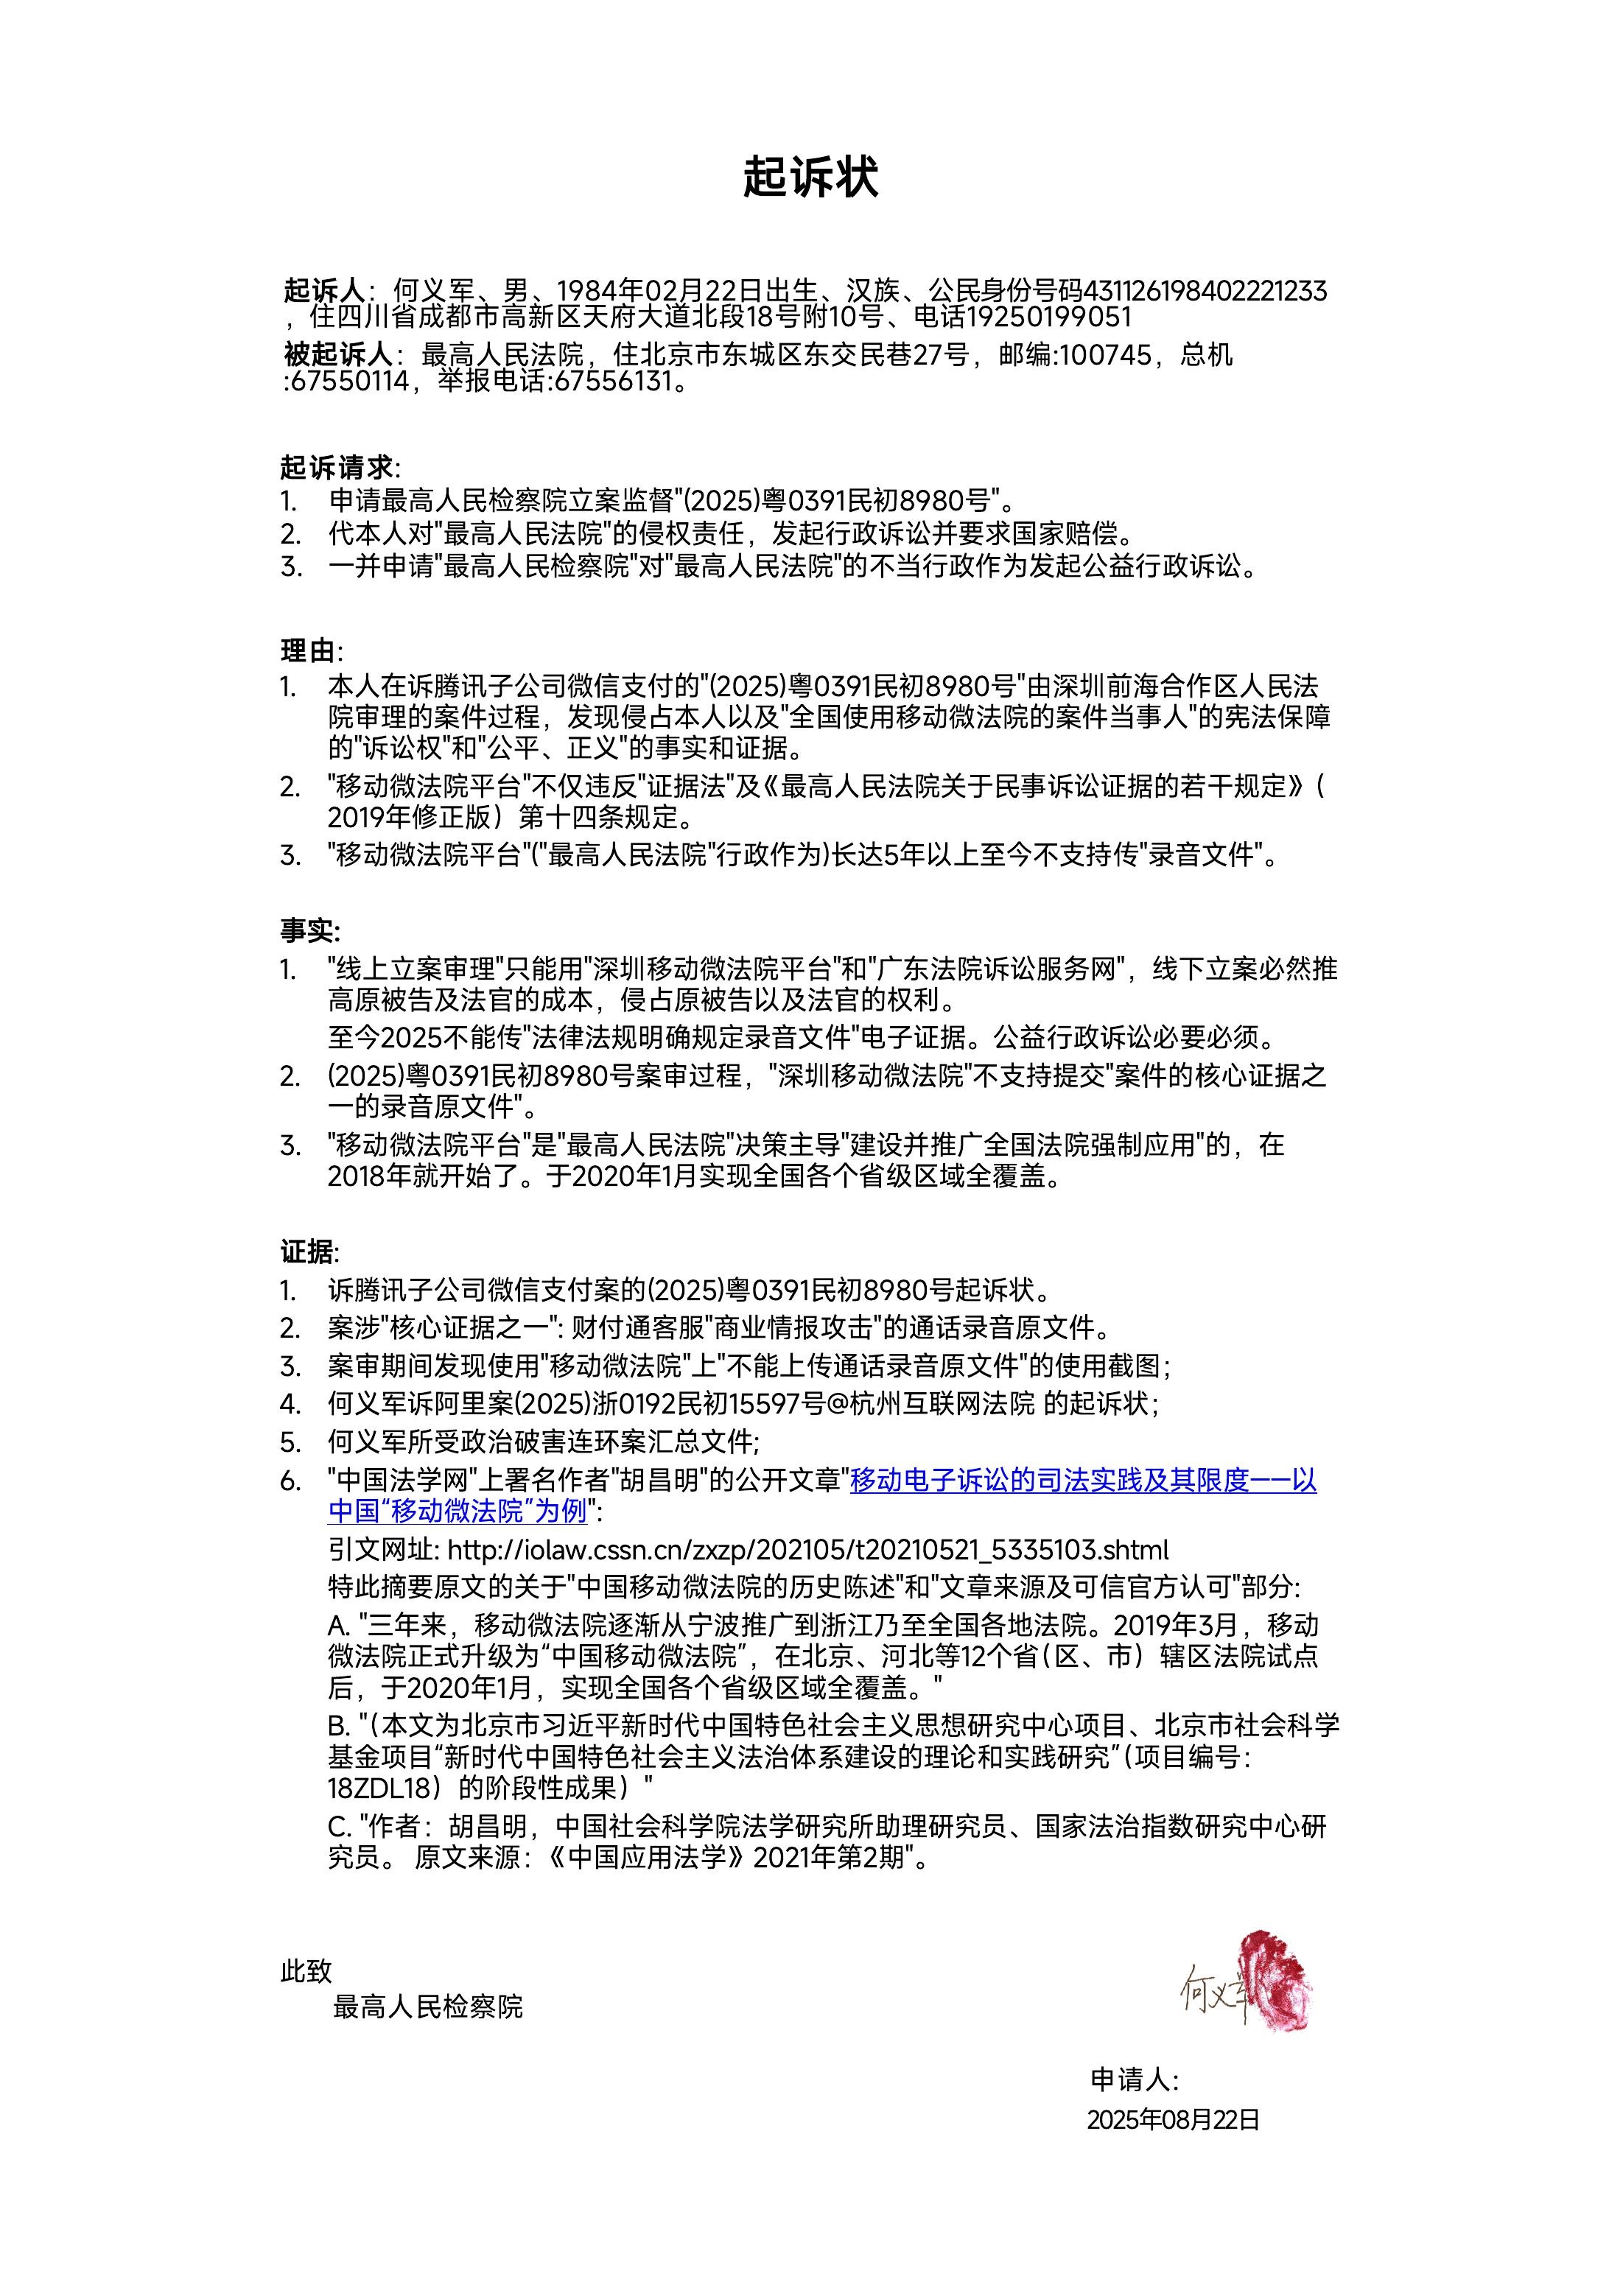 起诉状
起诉人：何义军、男、1984年02月22日出生、汉族、公民身份号码431126198402221233
，住四川省成都市高新区天府大道北段18号附10号、电话19250199051
被起诉人：最高人民法院，住北京市东城区东交民巷27号，邮编:100745，总机
:67550114，举报电话:67556131。
起诉请求:
1. 申请最高人民检察院立案监督"(2025)粤0391民初8980号"。
2. 代本人对"最高人民法院"的侵权责任，发起行政诉讼并要求国家赔偿。
3. 一并申请"最高人民检察院"对"最高人民法院"的不当行政作为发起公益行政诉讼。
理由:
1. 本人在诉腾讯子公司微信支付的"(2025)粤0391民初8980号"由深圳前海合作区人民法
院审理的案件过程，发现侵占本人以及"全国使用移动微法院的案件当事人"的宪法保障
的"诉讼权"和"公平、正义"的事实和证据。
2. "移动微法院平台"不仅违反"证据法"及《最高人民法院关于民事诉讼证据的若干规定》（
2019年修正版）第十四条规定。
3. "移动微法院平台"("最高人民法院"行政作为)长达5年以上至今不支持传"录音文件"。
事实:
1. "线上立案审理"只能用"深圳移动微法院平台"和"广东法院诉讼服务网"，线下立案必然推
高原被告及法官的成本，侵占原被告以及法官的权利。
至今2025不能传"法律法规明确规定录音文件"电子证据。公益行政诉讼必要必须。
2. (2025)粤0391民初8980号案审过程，"深圳移动微法院"不支持提交"案件的核心证据之
一的录音原文件"。
3. "移动微法院平台"是"最高人民法院"决策主导"建设并推广全国法院强制应用"的，在
2018年就开始了。于2020年1月实现全国各个省级区域全覆盖。
证据:
1. 诉腾讯子公司微信支付案的(2025)粤0391民初8980号起诉状。
2. 案涉"核心证据之一": 财付通客服"商业情报攻击"的通话录音原文件。
3. 案审期间发现使用"移动微法院"上"不能上传通话录音原文件"的使用截图；
4. 何义军诉阿里案(2025)浙0192民初15597号@杭州互联网法院 的起诉状；
5. 何义军所受政治破害连环案汇总文件;
6. "中国法学网"上署名作者"胡昌明"的公开文章"移动电子诉讼的司法实践及其限度——以
中国“移动微法院”为例":
引文网址: http://iolaw.cssn.cn/zxzp/202105/t20210521_5335103.shtml
特此摘要原文的关于"中国移动微法院的历史陈述"和"文章来源及可信官方认可"部分:
A. "三年来，移动微法院逐渐从宁波推广到浙江乃至全国各地法院。2019年3月，移动
微法院正式升级为“中国移动微法院”，在北京、河北等12个省（区、市）辖区法院试点
后，于2020年1月，实现全国各个省级区域全覆盖。"
B. "（本文为北京市习近平新时代中国特色社会主义思想研究中心项目、北京市社会科学
基金项目“新时代中国特色社会主义法治体系建设的理论和实践研究”（项目编号：
18ZDL18）的阶段性成果）"
C. "作者：胡昌明，中国社会科学院法学研究所助理研究员、国家法治指数研究中心研
究员。 原文来源：《中国应用法学》2021年第2期"。
此致
最高人民检察院
何义军
申请人:
2025年08月22日